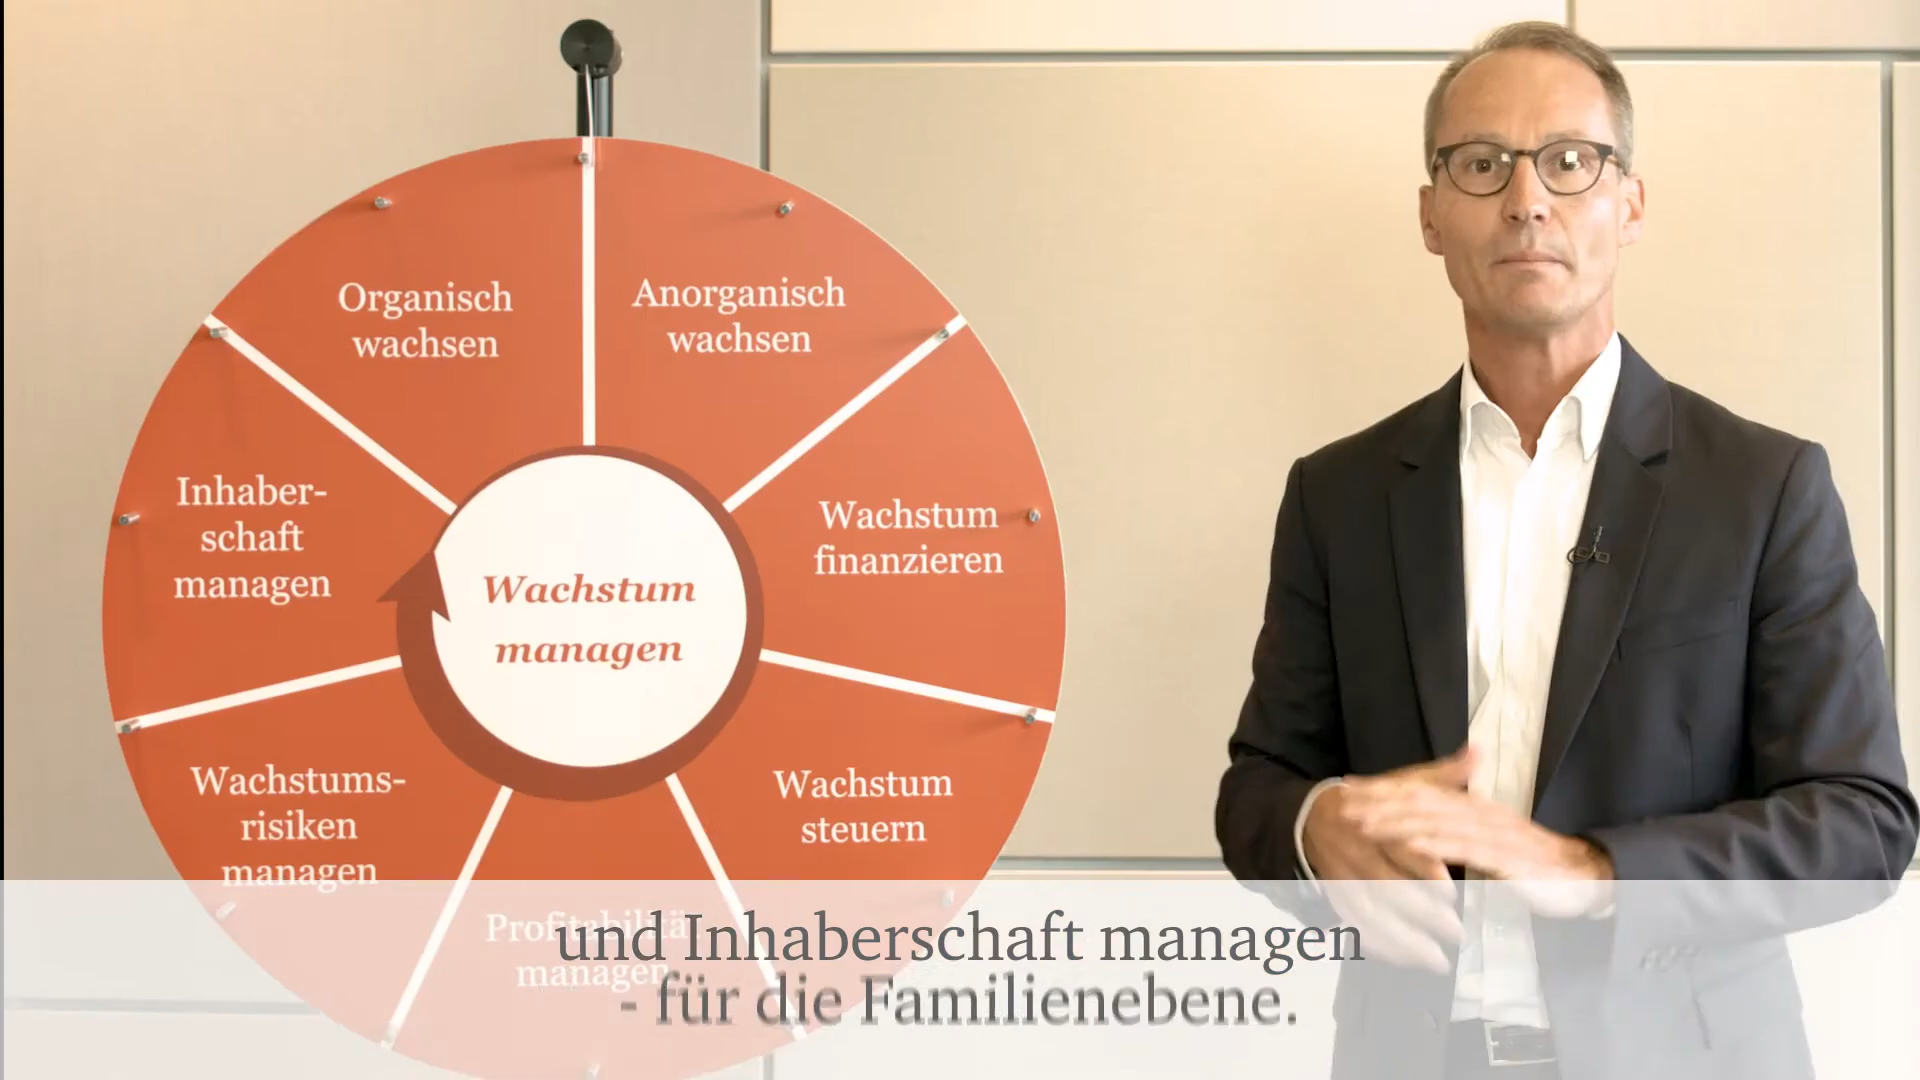 Organisch
wachsen
Anorganisch
wachsen
Inhaber-
schaft
managen
Wachstum
finanzieren
Wachstum
managen
Wachstums-
risiken
managen
Wachstum
steuern
managen
und Inhaberschaft managen
- für die Familienebene.